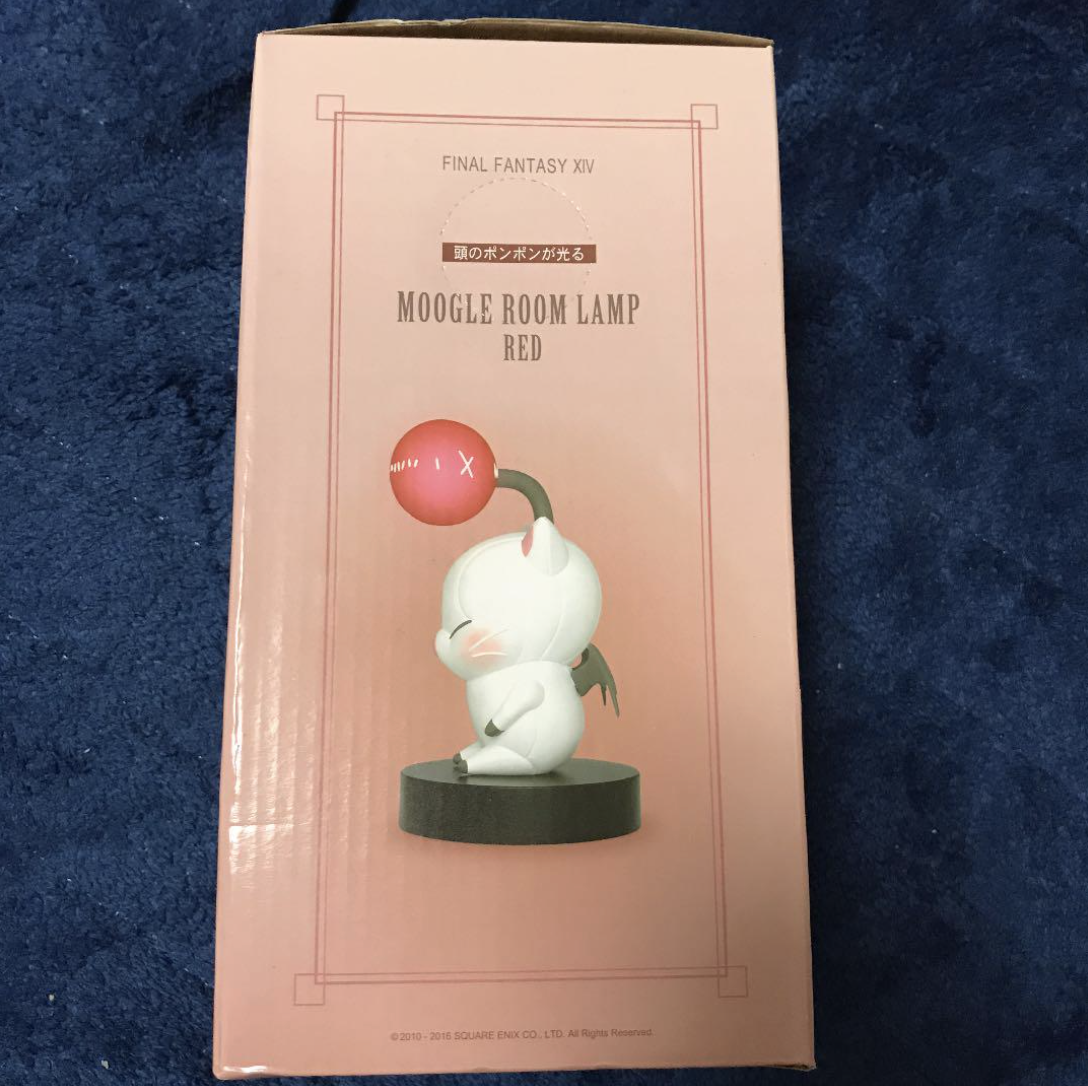 FINAL FANTASY XIV
頭のポンポンが光る
MOOGLE ROOM LAMP
RED
© 2010 - 2016 SQUARE ENIX CO., LTD. All Rights Reserved.